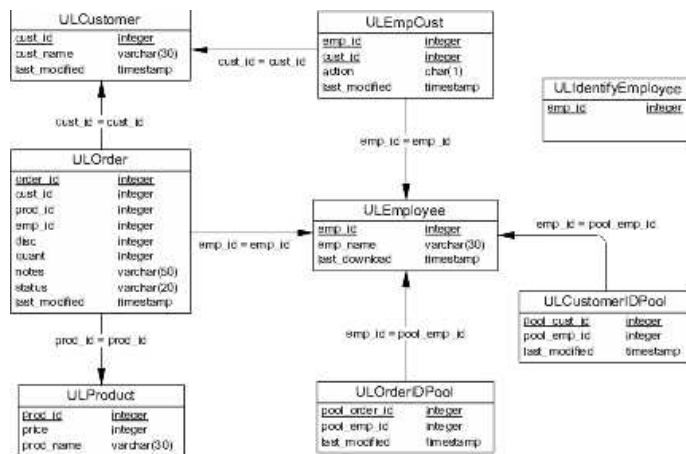 ULCustomer
cust_id integer
cust_name varchar(30)
last_modified timestamp
cust_id = cust_id
ULEmpCust
emp_id integer
cust_id integer
action char(1)
last_modified timestamp
ULIdentifyEmployee
emp_id integer
cust_id = cust_id
emp_id = emp_id
ULOrder
order_id integer
cust_id integer
prod_id integer
emp_id integer
disc integer
quant integer
notes varchar(50)
status varchar(20)
last_modified timestamp
emp_id = emp_id
ULEmployee
emp_id integer
emp_name varchar(30)
last_download timestamp
emp_id = pool_emp_id
ULCustomerIDPool
pool_cust_id integer
pool_emp_id integer
last_modified timestamp
prod_id = prod_id
emp_id = pool_emp_id
ULProduct
prod_id integer
price integer
prod_name varchar(30)
ULOrderIDPool
pool_order_id integer
pool_emp_id integer
last_modified timestamp